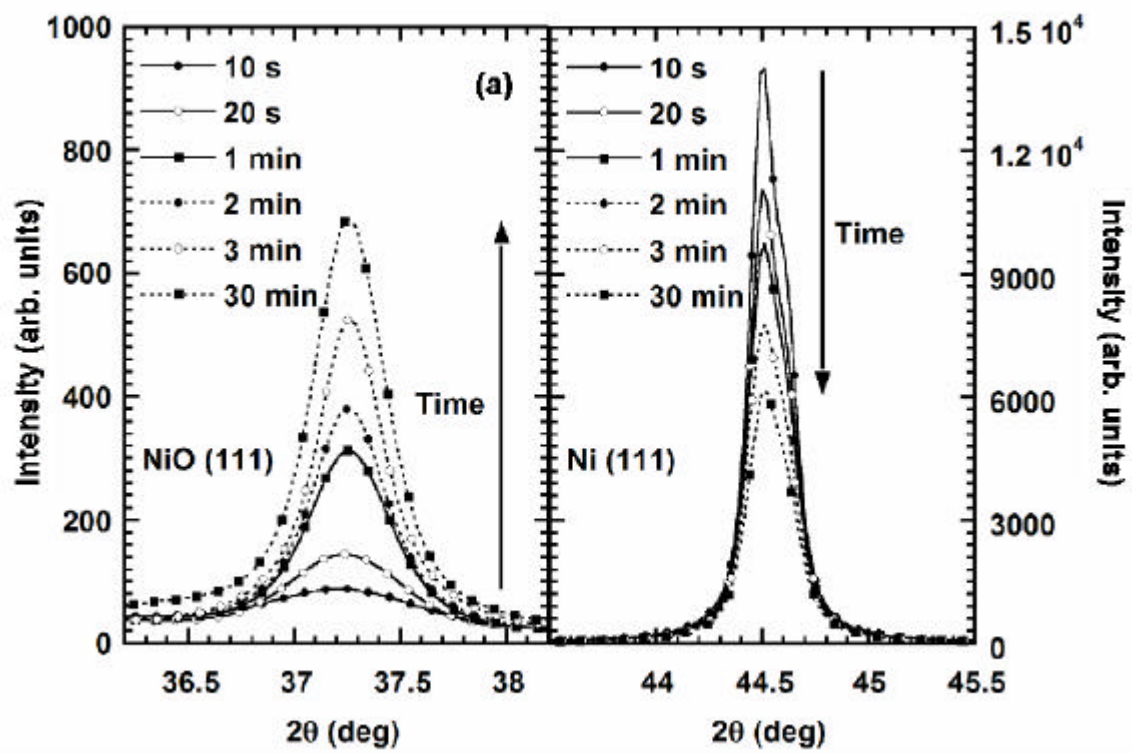 1000
800
600
400
200
0
Intensity (arb. units)
10 s
20 s
1 min
2 min
3 min
30 min
(a)
Time
NiO (111)
36.5 37 37.5 38
2θ (deg)
10 s
20 s
1 min
2 min
3 min
30 min
Time
Ni (111)
1.5 10⁴
1.2 10⁴
9000
6000
3000
0
Intensity (arb. units)
44 44.5 45 45.5
2θ (deg)